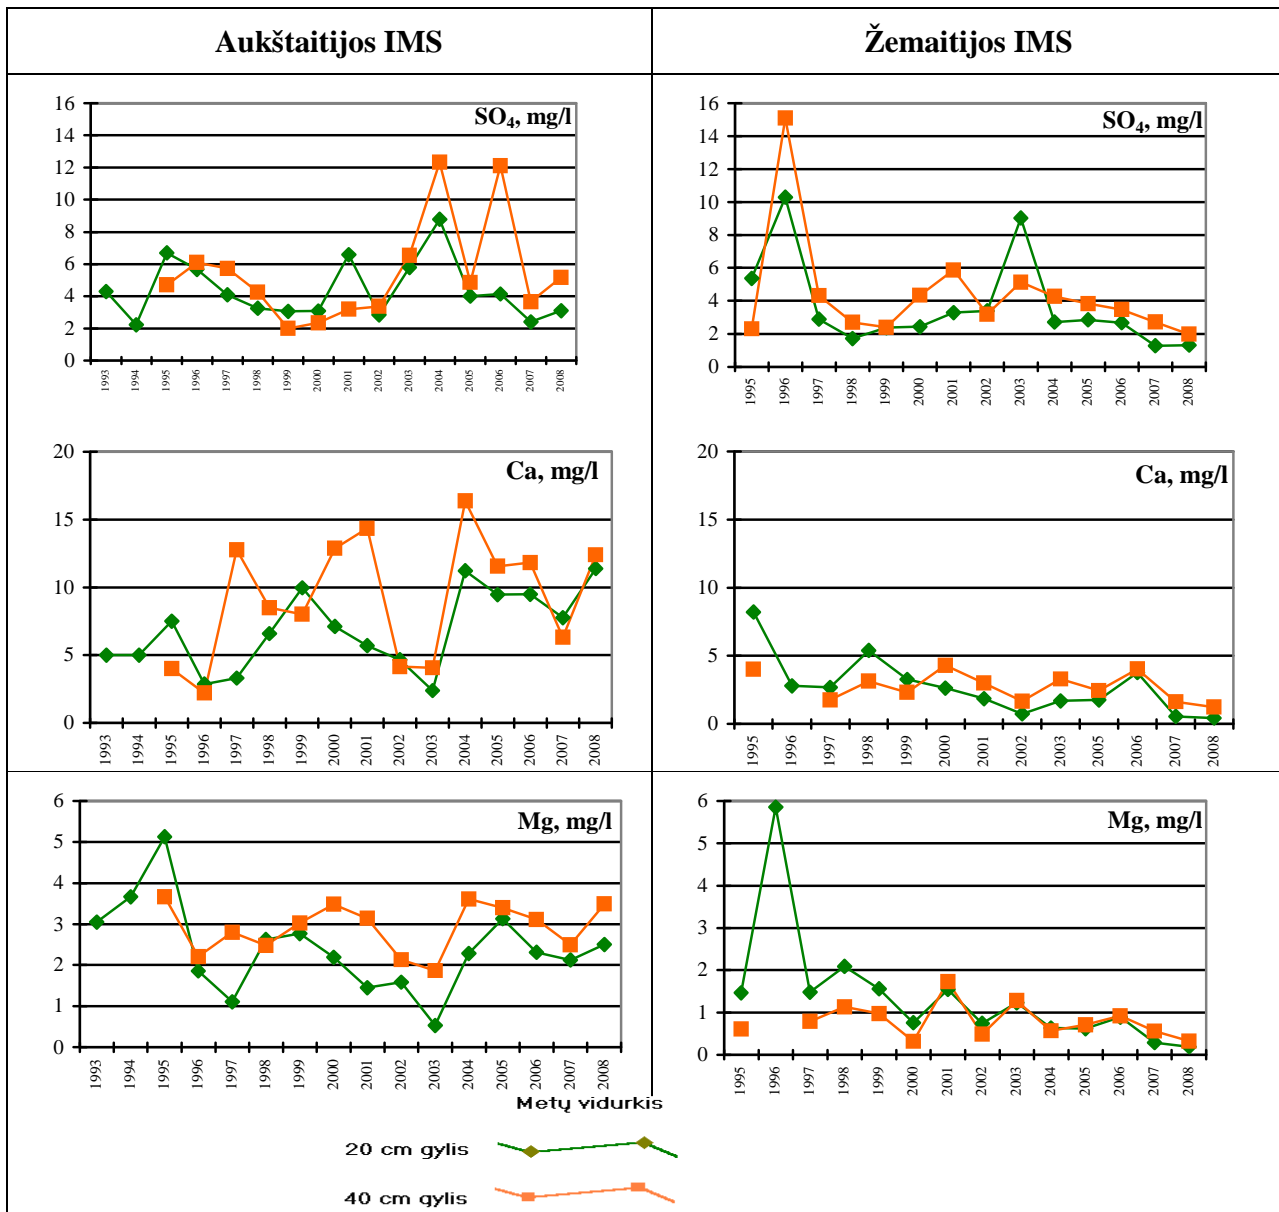 Aukštaitijos IMS
Žemaitijos IMS
SO₄, mg/l
16
14
12
10
8
6
4
2
0
1993 1994 1995 1996 1997 1998 1999 2000 2001 2002 2003 2004 2005 2006 2007 2008
SO₄, mg/l
16
14
12
10
8
6
4
2
0
1995 1996 1997 1998 1999 2000 2001 2002 2003 2004 2005 2006 2007 2008
Ca, mg/l
20
15
10
5
0
1993 1994 1995 1996 1997 1998 1999 2000 2001 2002 2003 2004 2005 2006 2007 2008
Ca, mg/l
20
15
10
5
0
1995 1996 1997 1998 1999 2000 2001 2002 2003 2005 2006 2007 2008
Mg, mg/l
6
5
4
3
2
1
0
1993 1994 1995 1996 1997 1998 1999 2000 2001 2002 2003 2004 2005 2006 2007 2008
Mg, mg/l
6
5
4
3
2
1
0
1995 1996 1997 1998 1999 2000 2001 2002 2003 2004 2005 2006 2007 2008
Metų vidurkis
20 cm gylis
40 cm gylis